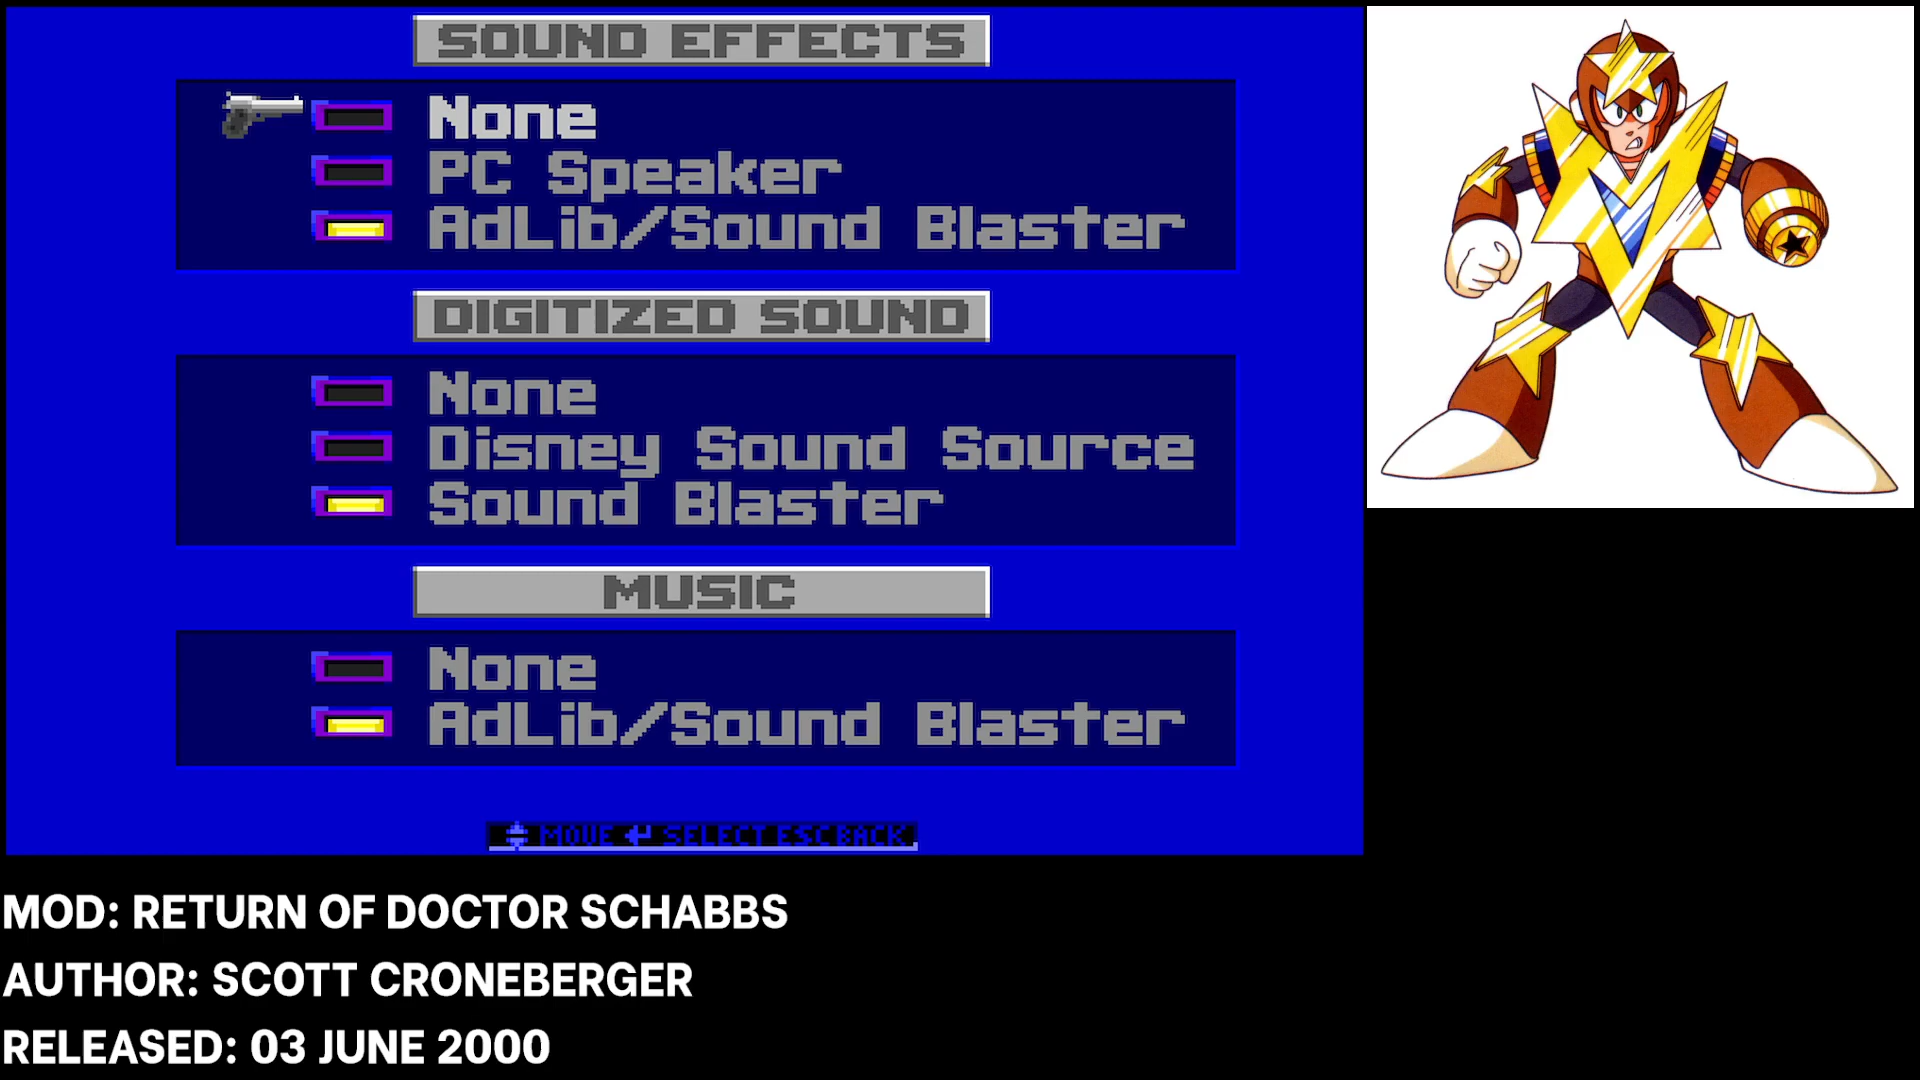 SOUND EFFECTS
None
PC Speaker
AdLib/Sound Blaster
DIGITIZED SOUND
None
Disney Sound Source
Sound Blaster
MUSIC
None
AdLib/Sound Blaster
MOVE SELECT ESC BACK
MOD: RETURN OF DOCTOR SCHABBS
AUTHOR: SCOTT CRONEBERGER
RELEASED: 03 JUNE 2000